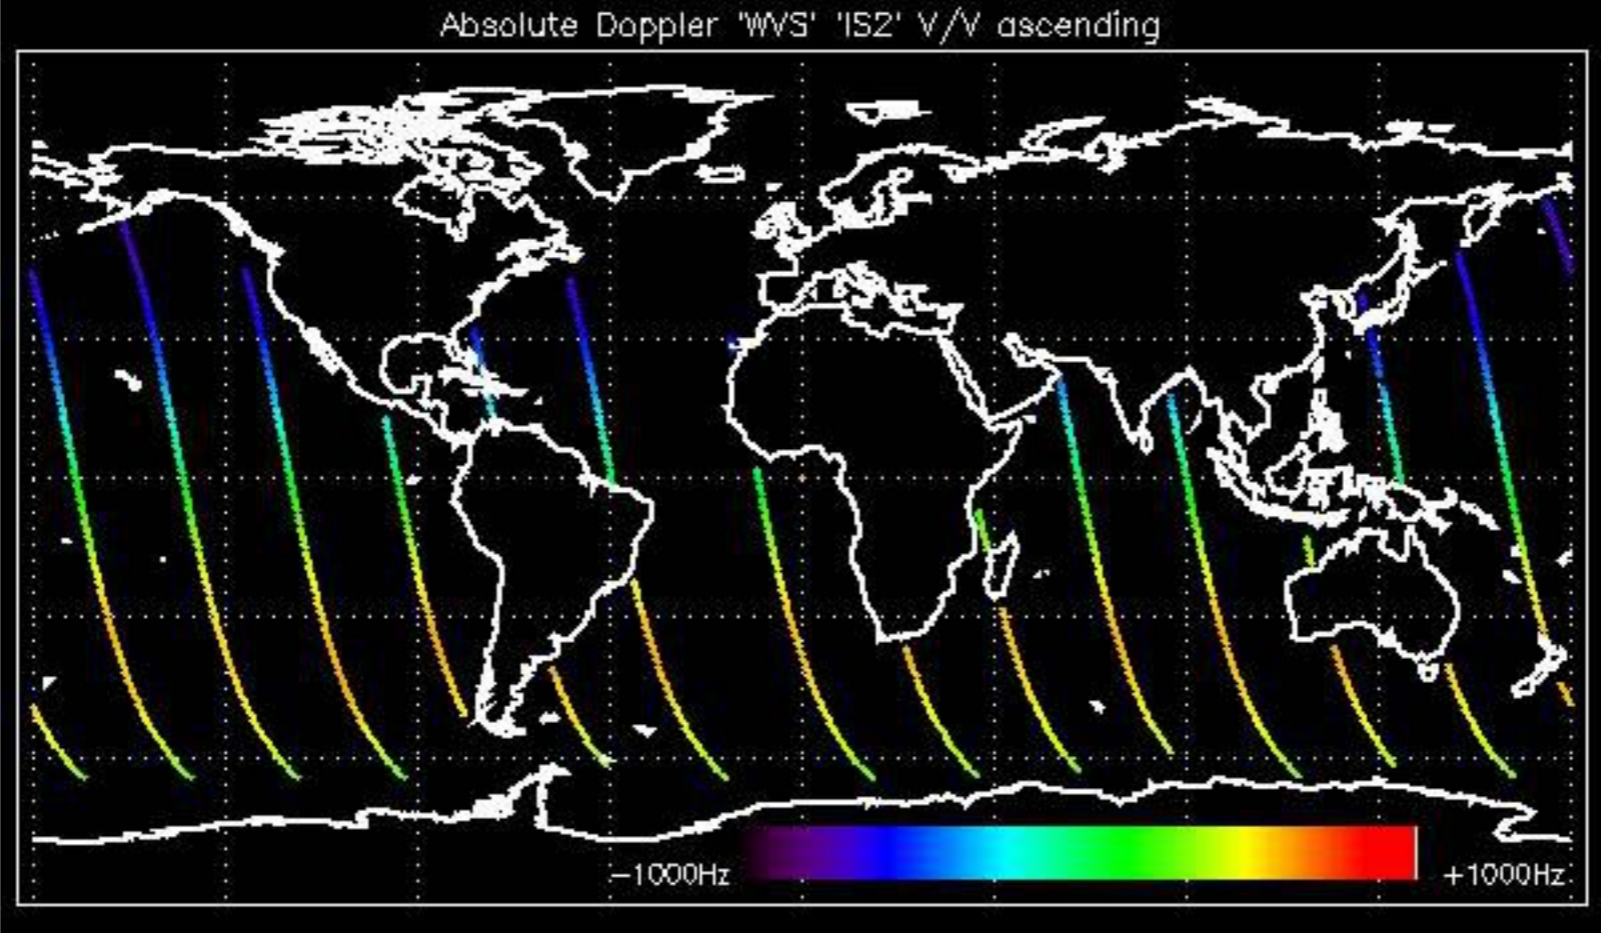 Absolute Doppler 'WVS' 'IS2' V/V ascending
−1000Hz
+1000Hz